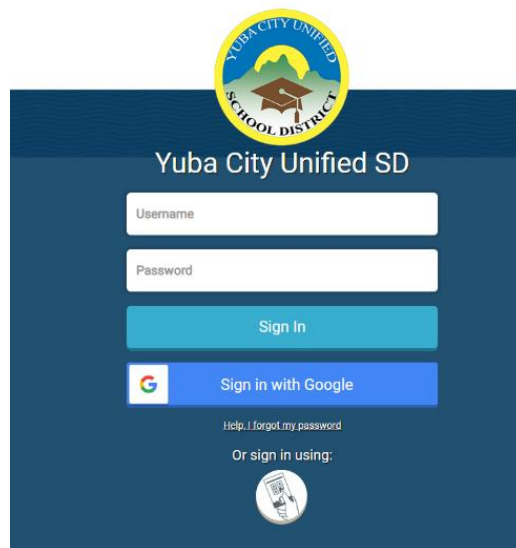 YUBA CITY UNIFIED
SCHOOL DISTRICT
Yuba City Unified SD
Username
Password
Sign In
G Sign in with Google
Help, I forgot my password
Or sign in using: